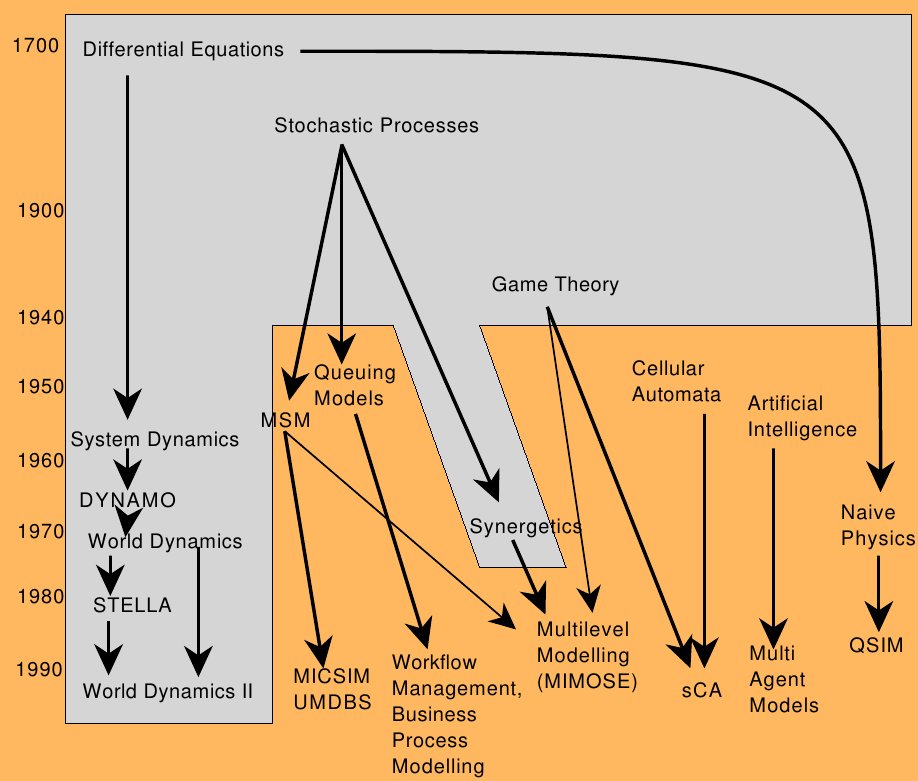 1700
Differential Equations
Stochastic Processes
1900
Game Theory
1940
1950
Queuing
Models
Cellular
Automata
MSM
Artificial
Intelligence
System Dynamics
1960
DYNAMO
1970
World Dynamics
Synergetics
Naive
Physics
1980
STELLA
Multilevel
Modelling
(MIMOSE)
QSIM
1990
World Dynamics II
MICSIM
UMDBS
Workflow
Management,
Business
Process
Modelling
sCA
Multi
Agent
Models